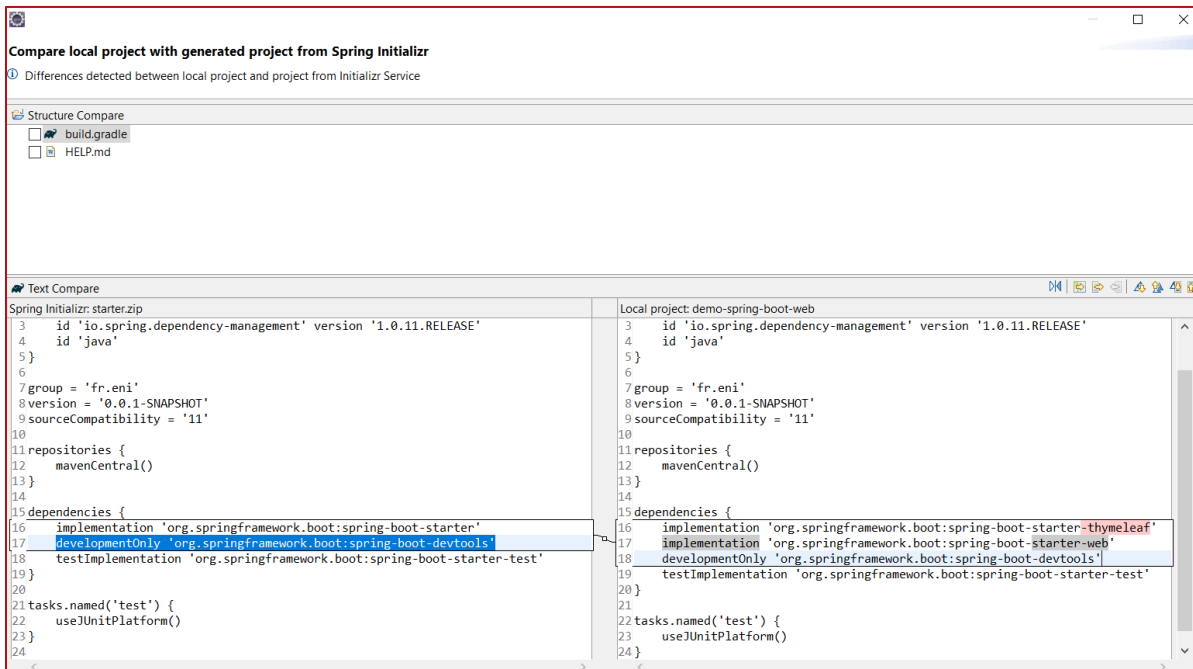 Compare local project with generated project from Spring Initializr
Differences detected between local project and project from Initializr Service
Structure Compare
build.gradle
HELP.md
Text Compare
Spring Initializr: starter.zip
3 id 'io.spring.dependency-management' version '1.0.11.RELEASE'
4 id 'java'
5 }
6
7 group = 'fr.eni'
8 version = '0.0.1-SNAPSHOT'
9 sourceCompatibility = '11'
10
11 repositories {
12 mavenCentral()
13 }
14
15 dependencies {
16 implementation 'org.springframework.boot:spring-boot-starter'
17 developmentOnly 'org.springframework.boot:spring-boot-devtools'
18 testImplementation 'org.springframework.boot:spring-boot-starter-test'
19 }
20
21 tasks.named('test') {
22 useJUnitPlatform()
23 }
24
Local project: demo-spring-boot-web
3 id 'io.spring.dependency-management' version '1.0.11.RELEASE'
4 id 'java'
5 }
6
7 group = 'fr.eni'
8 version = '0.0.1-SNAPSHOT'
9 sourceCompatibility = '11'
10
11 repositories {
12 mavenCentral()
13 }
14
15 dependencies {
16 implementation 'org.springframework.boot:spring-boot-starter-thymeleaf'
17 implementation 'org.springframework.boot:spring-boot-starter-web'
18 developmentOnly 'org.springframework.boot:spring-boot-devtools'
19 testImplementation 'org.springframework.boot:spring-boot-starter-test'
20 }
21
22 tasks.named('test') {
23 useJUnitPlatform()
24 }